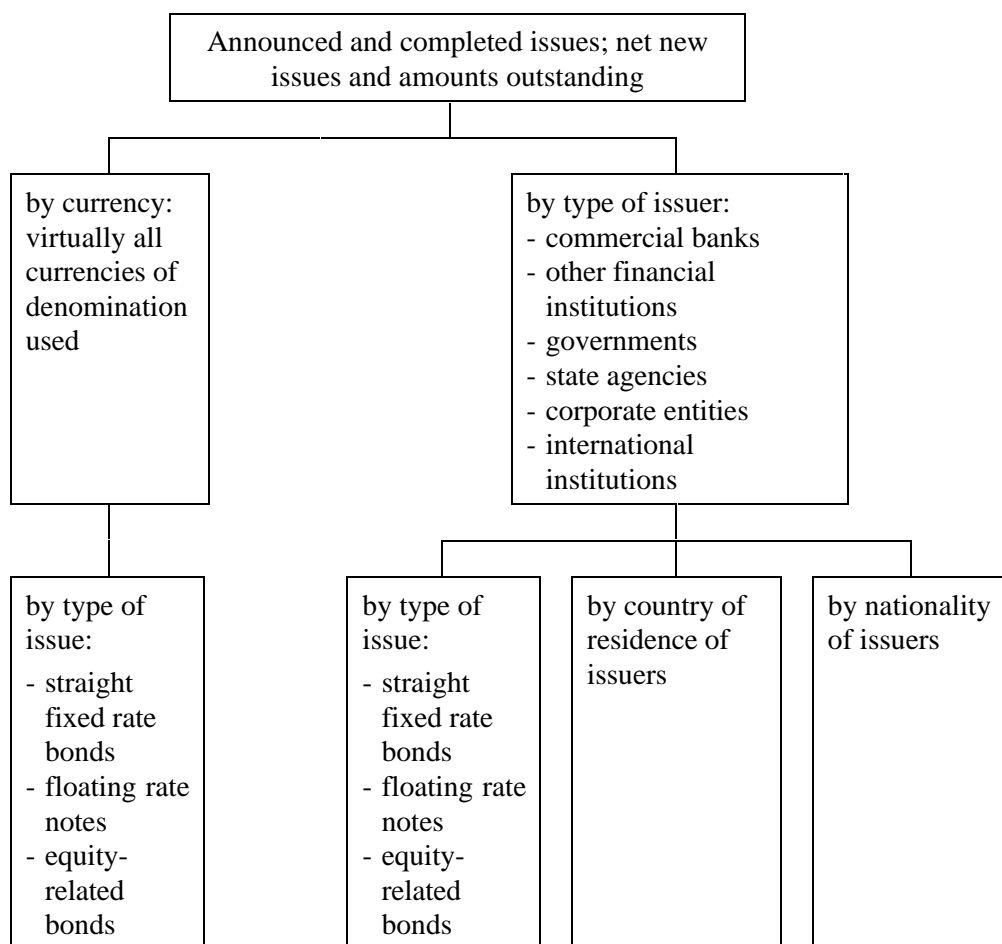 Announced and completed issues; net new
issues and amounts outstanding
by currency:
virtually all
currencies of
denomination
used
by type of issuer:
- commercial banks
- other financial
institutions
- governments
- state agencies
- corporate entities
- international
institutions
by type of
issue:
- straight
fixed rate
bonds
- floating rate
notes
- equity-
related
bonds
by type of
issue:
- straight
fixed rate
bonds
- floating rate
notes
- equity-
related
bonds
by country of
residence of
issuers
by nationality
of issuers